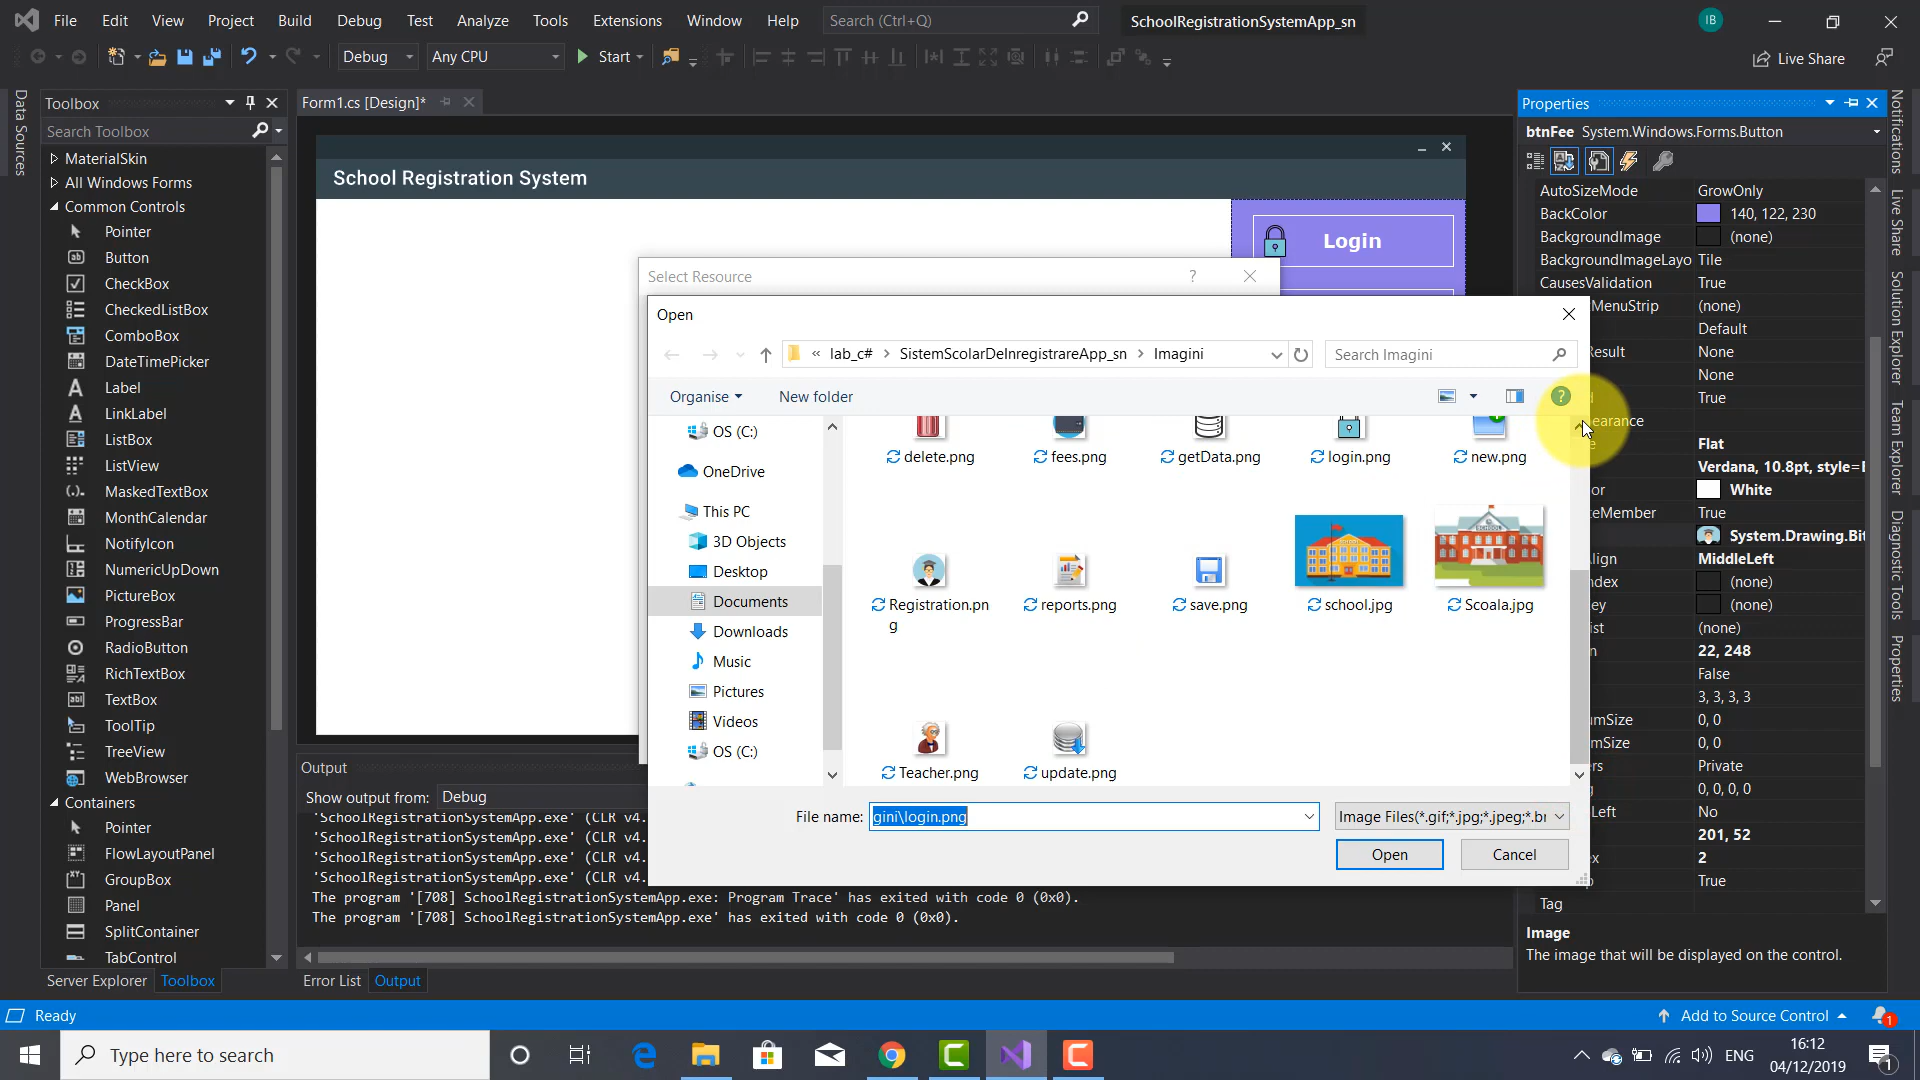 File Edit View Project Build Debug Test Analyze Tools Extensions Window Help Search (Ctrl+Q) SchoolRegistrationSystemApp_sn IB
Debug Any CPU Start Live Share
Data Sources
Toolbox
Search Toolbox
MaterialSkin
All Windows Forms
Common Controls
Pointer
Button
CheckBox
CheckedListBox
ComboBox
DateTimePicker
Label
LinkLabel
ListBox
ListView
MaskedTextBox
MonthCalendar
NotifyIcon
NumericUpDown
PictureBox
ProgressBar
RadioButton
RichTextBox
TextBox
ToolTip
TreeView
WebBrowser
Containers
Pointer
FlowLayoutPanel
GroupBox
Panel
SplitContainer
TabControl
Server Explorer Toolbox
Form1.cs [Design]*
School Registration System
Login
Select Resource ?
Open
« lab_c# > SistemScolarDeInregistrareApp_sn > Imagini Search Imagini
Organise New folder
OS (C:)
OneDrive
This PC
3D Objects
Desktop
Documents
Downloads
Music
Pictures
Videos
OS (C:)
delete.png fees.png getData.png login.png new.png
Registration.pn
g
reports.png save.png school.jpg Scoala.jpg
Teacher.png update.png
File name: gini\login.png Image Files(*.gif;*.jpg;*.jpeg;*.br
Open Cancel
Output
Show output from: Debug
'SchoolRegistrationSystemApp.exe' (CLR v4.
'SchoolRegistrationSystemApp.exe' (CLR v4.
'SchoolRegistrationSystemApp.exe' (CLR v4.
'SchoolRegistrationSystemApp.exe' (CLR v4.
The program '[708] SchoolRegistrationSystemApp.exe: Program Trace' has exited with code 0 (0x0).
The program '[708] SchoolRegistrationSystemApp.exe' has exited with code 0 (0x0).
Error List Output
Properties
btnFee System.Windows.Forms.Button
AutoSizeMode GrowOnly
BackColor 140, 122, 230
BackgroundImage (none)
BackgroundImageLayo Tile
CausesValidation True
MenuStrip (none)
Default
Result None
None
True
earance
Flat
Verdana, 10.8pt, style=E
or White
teMember True
System.Drawing.Bit
lign MiddleLeft
ndex (none)
ey (none)
ist (none)
n 22, 248
False
3, 3, 3, 3
umSize 0, 0
mSize 0, 0
ers Private
g 0, 0, 0, 0
Left No
201, 52
ex 2
True
Tag
Image
The image that will be displayed on the control.
Notifications
Live Share
Solution Explorer
Team Explorer
Diagnostic Tools
Properties
Ready Add to Source Control 1
Type here to search ENG 16:12
04/12/2019 1